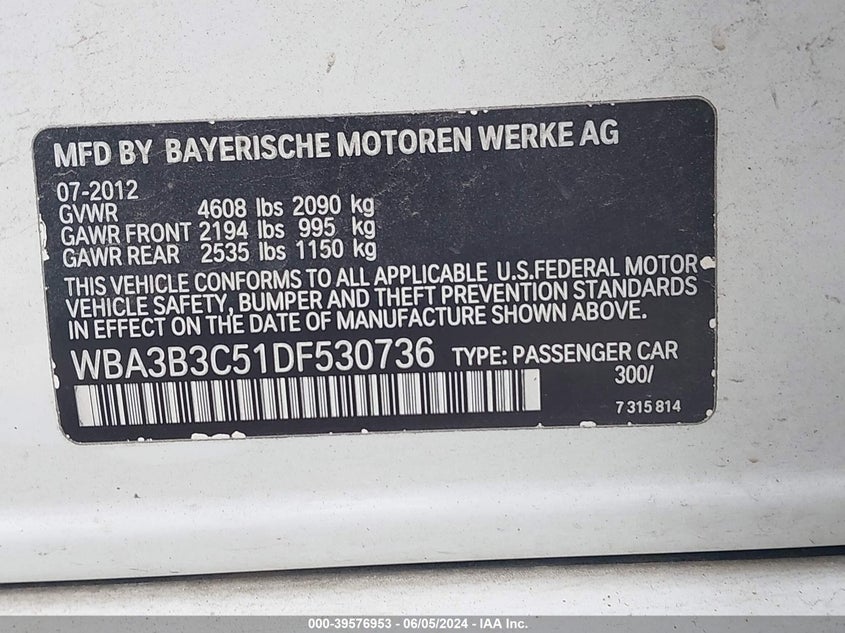 MFD BY BAYERISCHE MOTOREN WERKE AG
07-2012
GVWR 4608 lbs 2090 kg
GAWR FRONT 2194 lbs 995 kg
GAWR REAR 2535 lbs 1150 kg
THIS VEHICLE CONFORMS TO ALL APPLICABLE U.S.FEDERAL MOTOR
VEHICLE SAFETY, BUMPER AND THEFT PREVENTION STANDARDS
IN EFFECT ON THE DATE OF MANUFACTURE SHOWN ABOVE.
WBA3B3C51DF530736 TYPE: PASSENGER CAR
300/
7 315 814
000-39576953 - 06/05/2024 - IAA Inc.